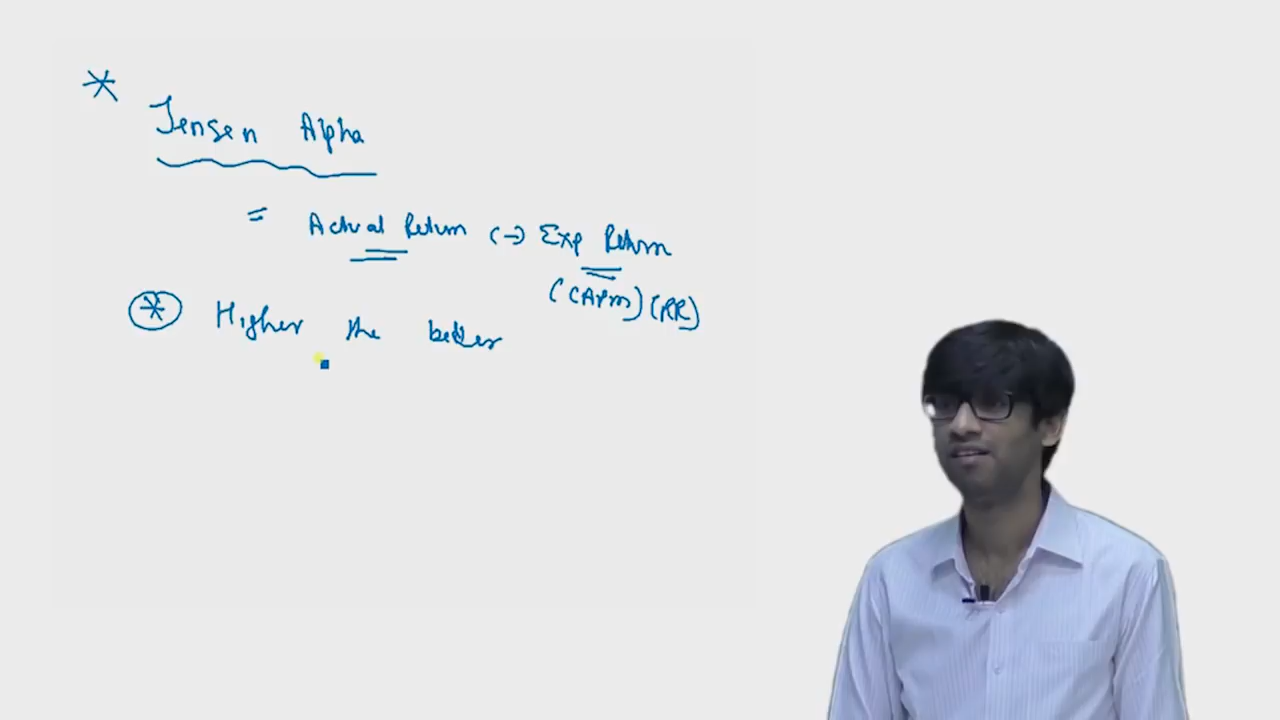 * Jensen Alpha
= Actual Return (-) Exp Return
(CAPM) (RR)
* Higher the better